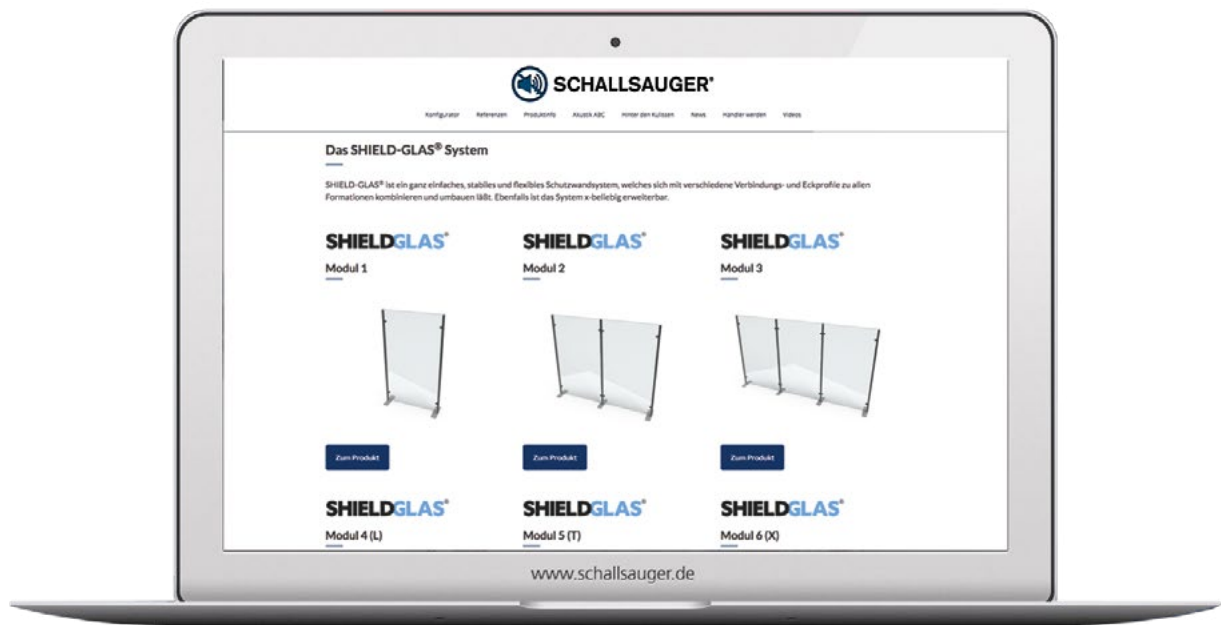 SCHALLSAUGER®
Konfigurator Referenzen Produktinfo Akustik ABC Hinter den Kulissen News Händler werden Videos
Das SHIELD-GLAS® System
SHIELD-GLAS® ist ein ganz einfaches, stabiles und flexibles Schutzwandsystem, welches sich mit verschiedene Verbindungs- und Eckprofile zu allen
Formationen kombinieren und umbauen läßt. Ebenfalls ist das System x-beliebig erweiterbar.
SHIELDGLAS® SHIELDGLAS® SHIELDGLAS®
Modul 1 Modul 2 Modul 3
Zum Produkt Zum Produkt Zum Produkt
SHIELDGLAS® SHIELDGLAS® SHIELDGLAS®
Modul 4 (L) Modul 5 (T) Modul 6 (X)
www.schallsauger.de